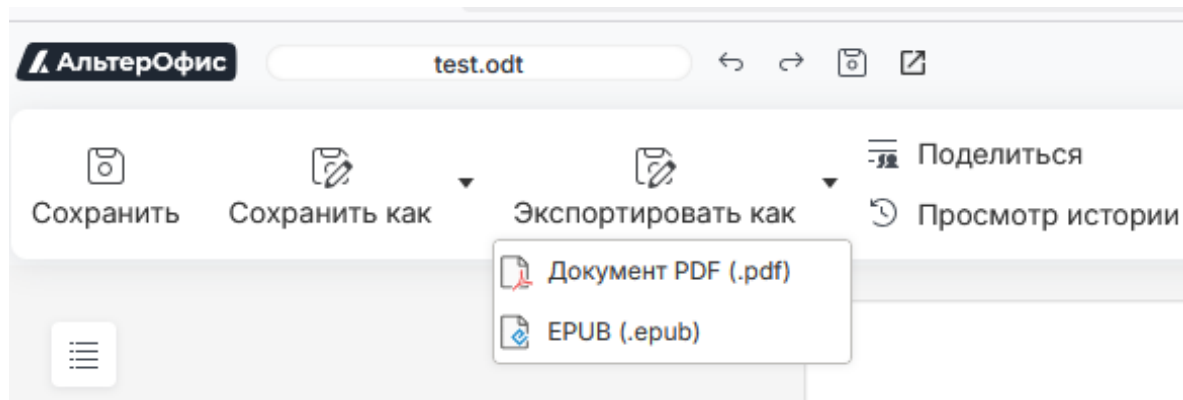 АльтерОфис test.odt
Поделиться
Сохранить Сохранить как Экспортировать как Просмотр истории
Документ PDF (.pdf)
EPUB (.epub)